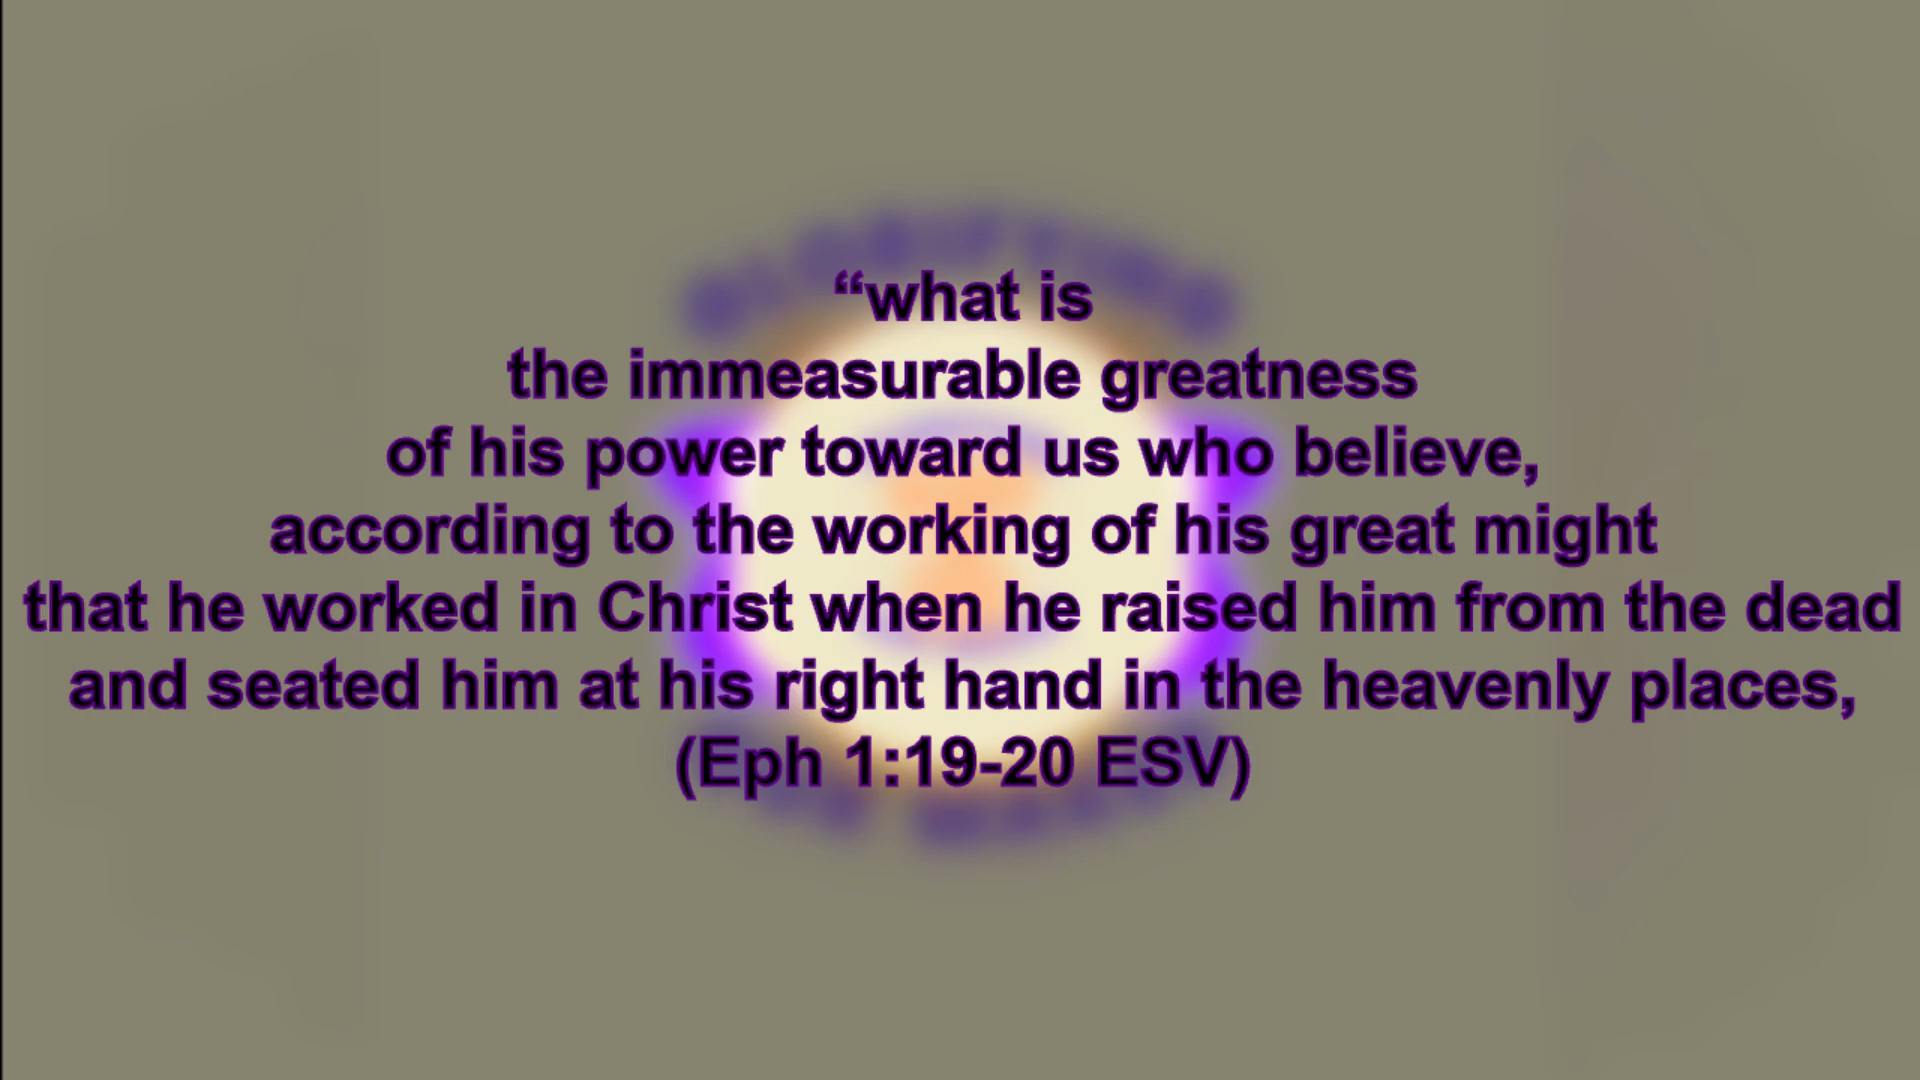 “what is
the immeasurable greatness
of his power toward us who believe,
according to the working of his great might
that he worked in Christ when he raised him from the dead
and seated him at his right hand in the heavenly places,
(Eph 1:19-20 ESV)